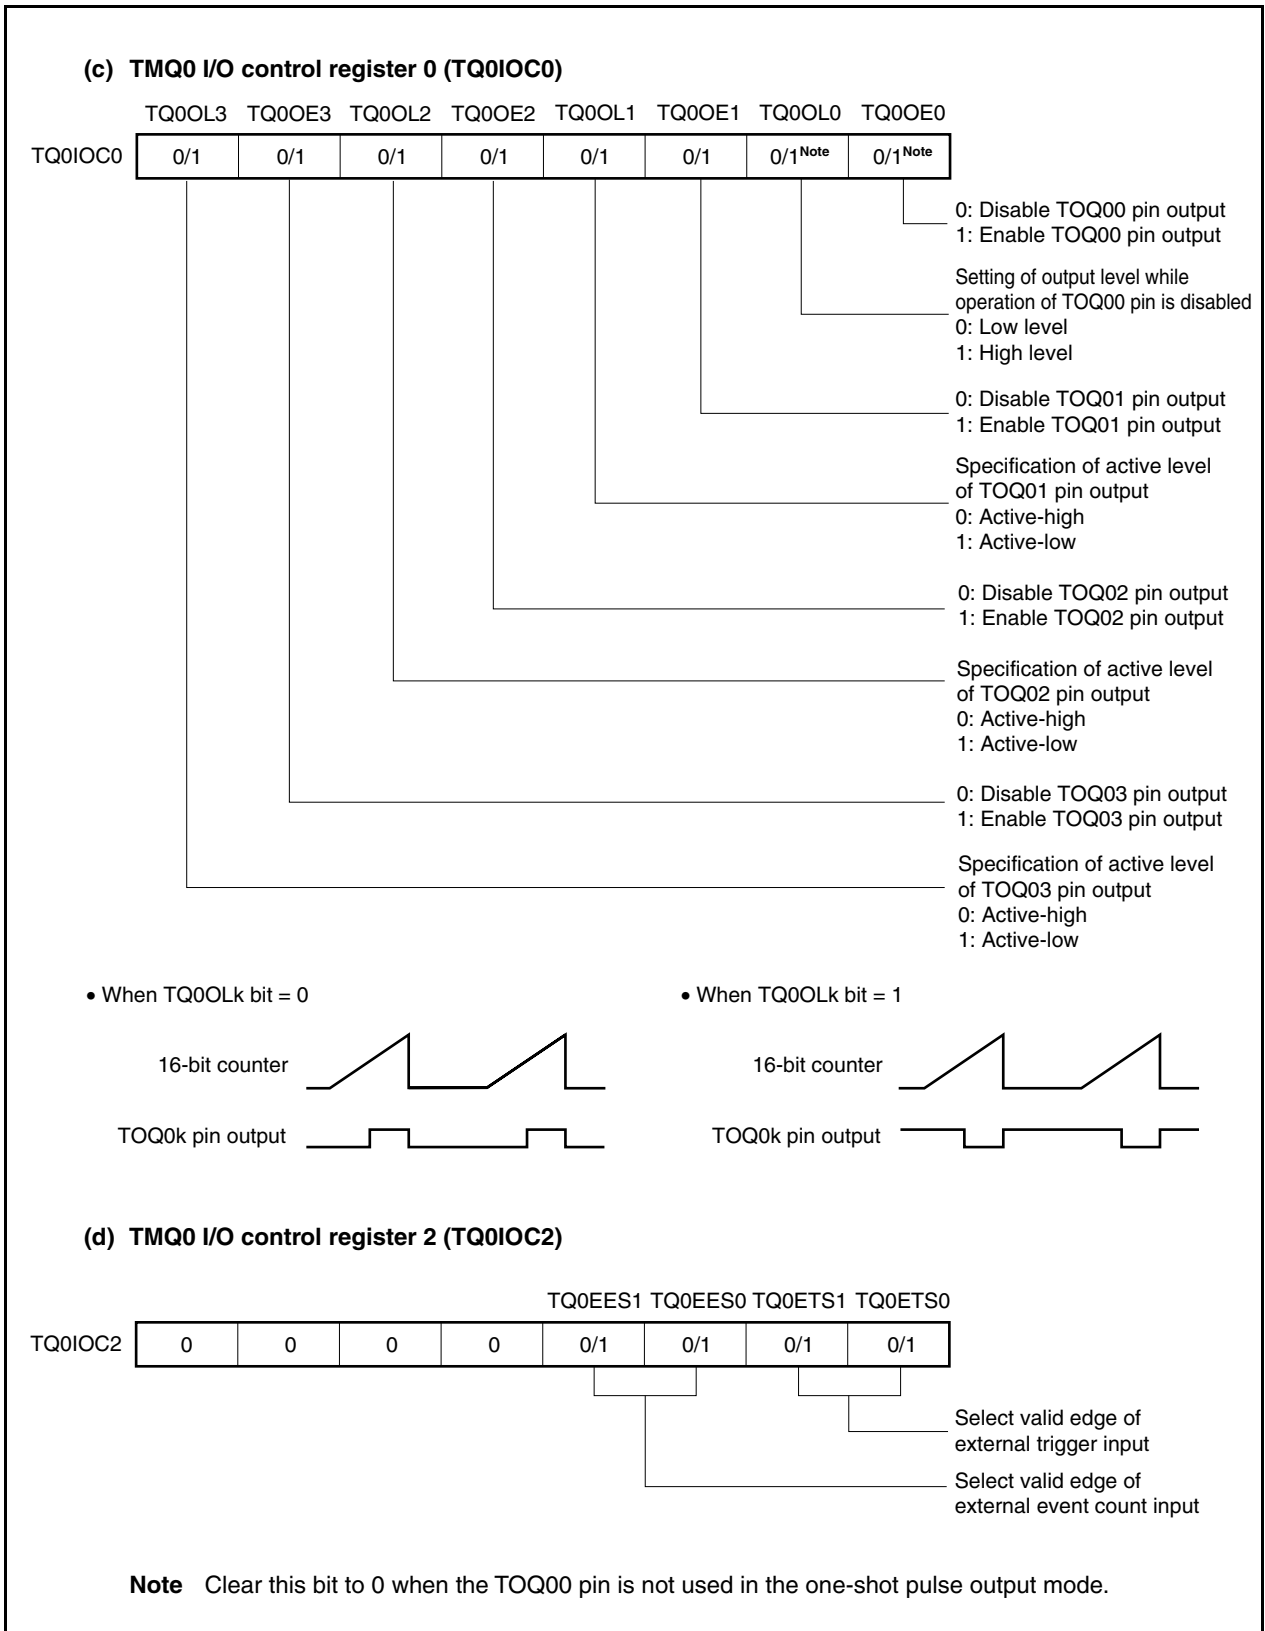 (c) TMQ0 I/O control register 0 (TQ0IOC0)
TQ0OL3 TQ0OE3 TQ0OL2 TQ0OE2 TQ0OL1 TQ0OE1 TQ0OL0 TQ0OE0
TQ0IOC0 0/1 0/1 0/1 0/1 0/1 0/1 0/1Note 0/1Note
0: Disable TOQ00 pin output
1: Enable TOQ00 pin output
Setting of output level while
operation of TOQ00 pin is disabled
0: Low level
1: High level
0: Disable TOQ01 pin output
1: Enable TOQ01 pin output
Specification of active level
of TOQ01 pin output
0: Active-high
1: Active-low
0: Disable TOQ02 pin output
1: Enable TOQ02 pin output
Specification of active level
of TOQ02 pin output
0: Active-high
1: Active-low
0: Disable TOQ03 pin output
1: Enable TOQ03 pin output
Specification of active level
of TOQ03 pin output
0: Active-high
1: Active-low
• When TQ0OLk bit = 0
16-bit counter
TOQ0k pin output
• When TQ0OLk bit = 1
16-bit counter
TOQ0k pin output
(d) TMQ0 I/O control register 2 (TQ0IOC2)
TQ0EES1 TQ0EES0 TQ0ETS1 TQ0ETS0
TQ0IOC2 0 0 0 0 0/1 0/1 0/1 0/1
Select valid edge of
external trigger input
Select valid edge of
external event count input
Note Clear this bit to 0 when the TOQ00 pin is not used in the one-shot pulse output mode.